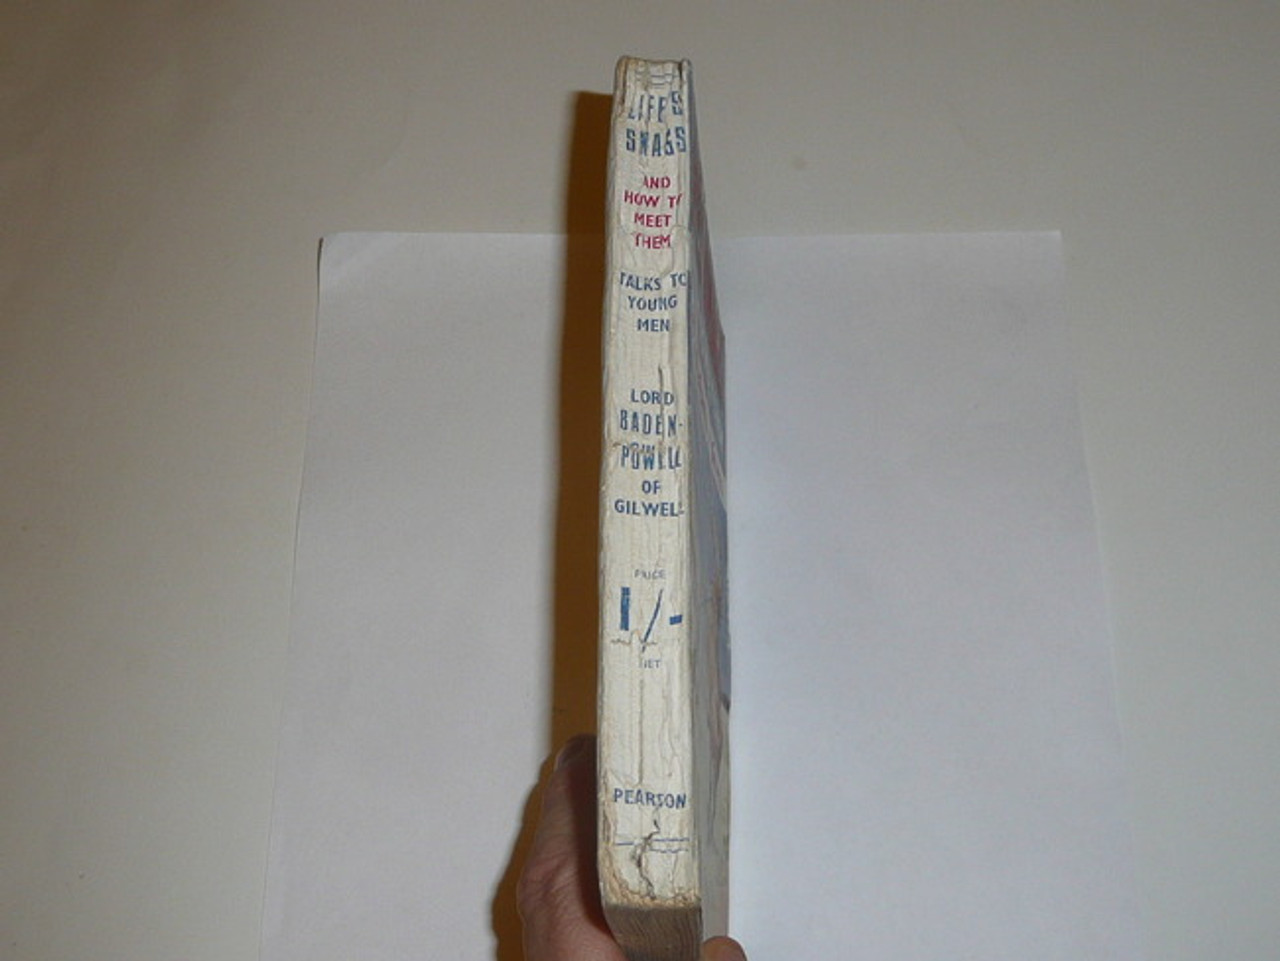 LIFE'S
SNAGS
AND
HOW TO
MEET
THEM
TALKS TO
YOUNG
MEN
LORD
BADEN-
POWELL
OF
GILWELL
PRICE
1/-
NET
PEARSON